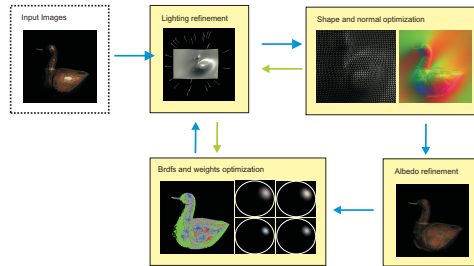 Input Images
Lighting refinement
Shape and normal optimization
Brdfs and weights optimization
Albedo refinement